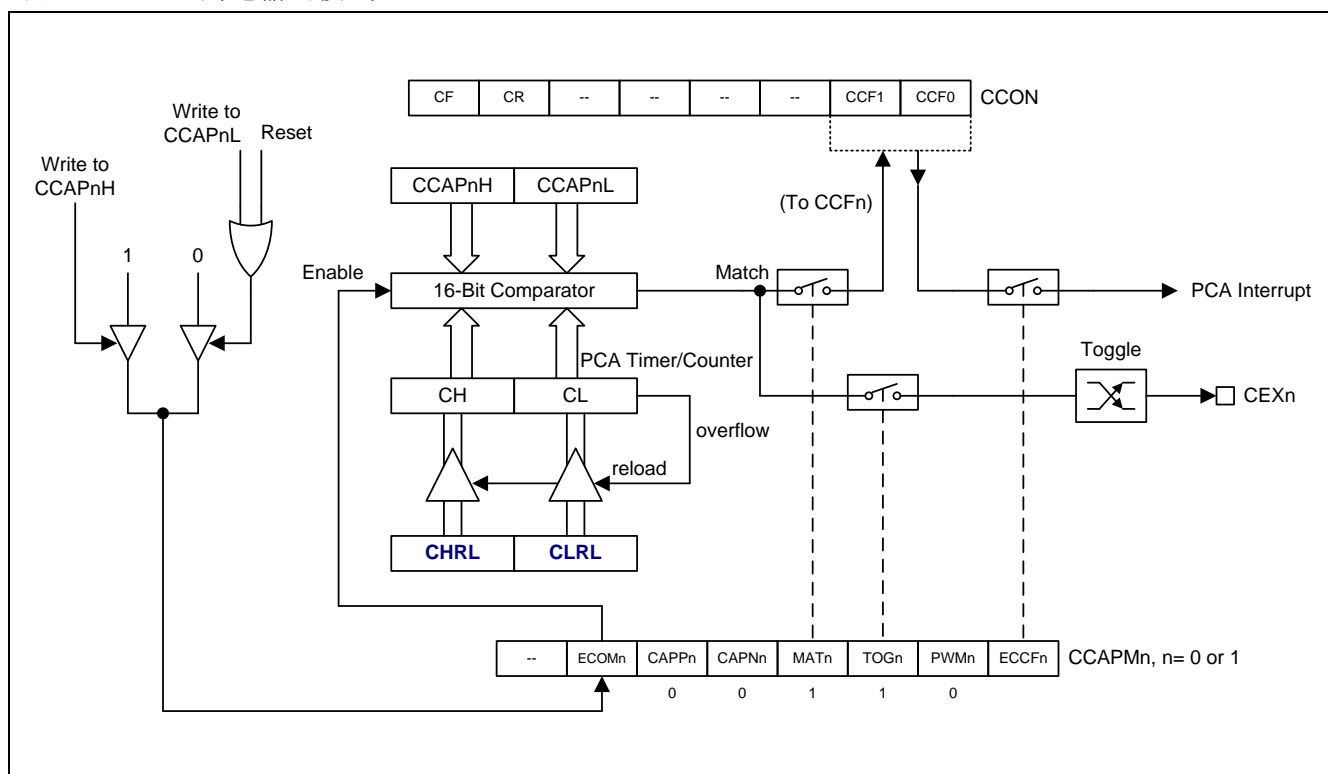 CF CR -- -- -- -- CCF1 CCF0 CCON
Write to
CCAPnL
Reset
Write to
CCAPnH
CCAPnH CCAPnL
(To CCFn)
1 0
Enable
16-Bit Comparator
Match
PCA Interrupt
PCA Timer/Counter
Toggle
CH CL
CEXn
overflow
reload
CHRL CLRL
-- ECOMn CAPPn CAPNn MATn TOGn PWMn ECCFn CCAPMn, n= 0 or 1
0 0 1 1 0